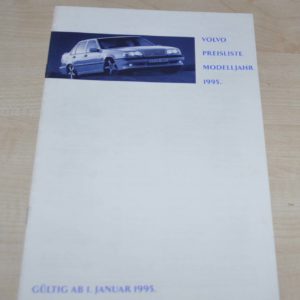 VOLVO
PREISLISTE
MODELLJAHR
1995.
GÜLTIG AB 1. JANUAR 1995.